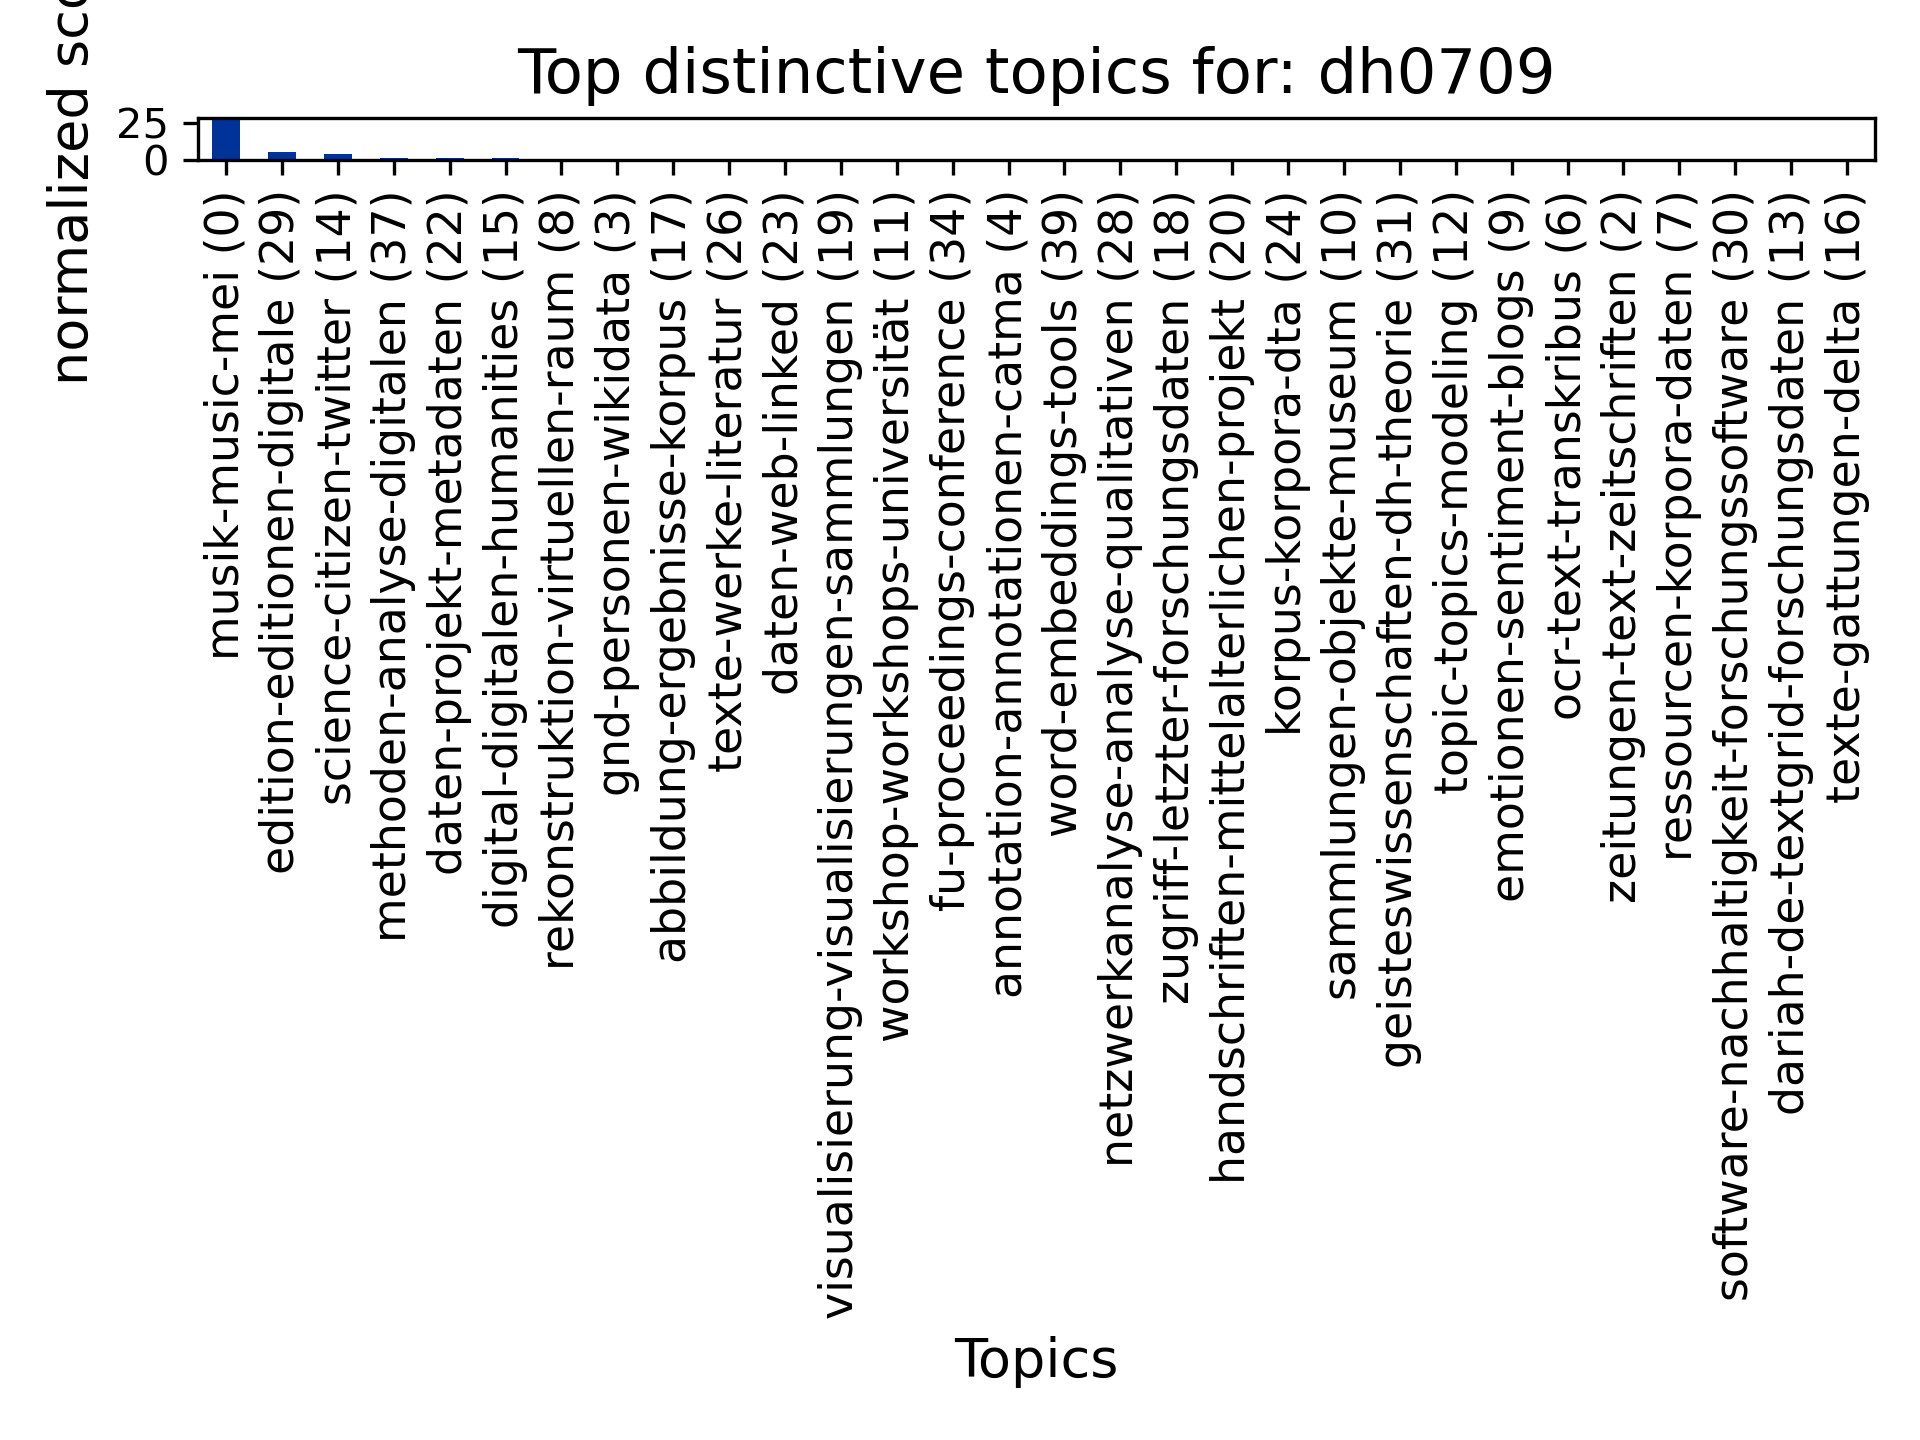 Top distinctive topics for: dh0709
normalized
25
0
musik-music-mei (0)
edition-editionen-digitale (29)
science-citizen-twitter (14)
methoden-analyse-digitalen (37)
daten-projekt-metadaten (22)
digital-digitalen-humanities (15)
rekonstruktion-virtuellen-raum (8)
gnd-personen-wikidata (3)
abbildung-ergebnisse-korpus (17)
texte-werke-literatur (26)
daten-web-linked (23)
visualisierung-visualisierungen-sammlungen (19)
workshop-workshops-universität (11)
fu-proceedings-conference (34)
annotation-annotationen-catma (4)
word-embeddings-tools (39)
netzwerkanalyse-analyse-qualitativen (28)
zugriff-letzter-forschungsdaten (18)
handschriften-mittelalterlichen-projekt (20)
korpus-korpora-dta (24)
sammlungen-objekte-museum (10)
geisteswissenschaften-dh-theorie (31)
topic-topics-modeling (12)
emotionen-sentiment-blogs (9)
ocr-text-transkribus (6)
zeitungen-text-zeitschriften (2)
ressourcen-korpora-daten (7)
software-nachhaltigkeit-forschungssoftware (30)
dariah-de-textgrid-forschungsdaten (13)
texte-gattungen-delta (16)
Topics